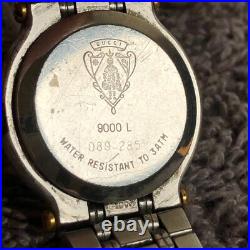 GUCCI
9000 L
089-285
WATER RESISTANT TO 3ATM